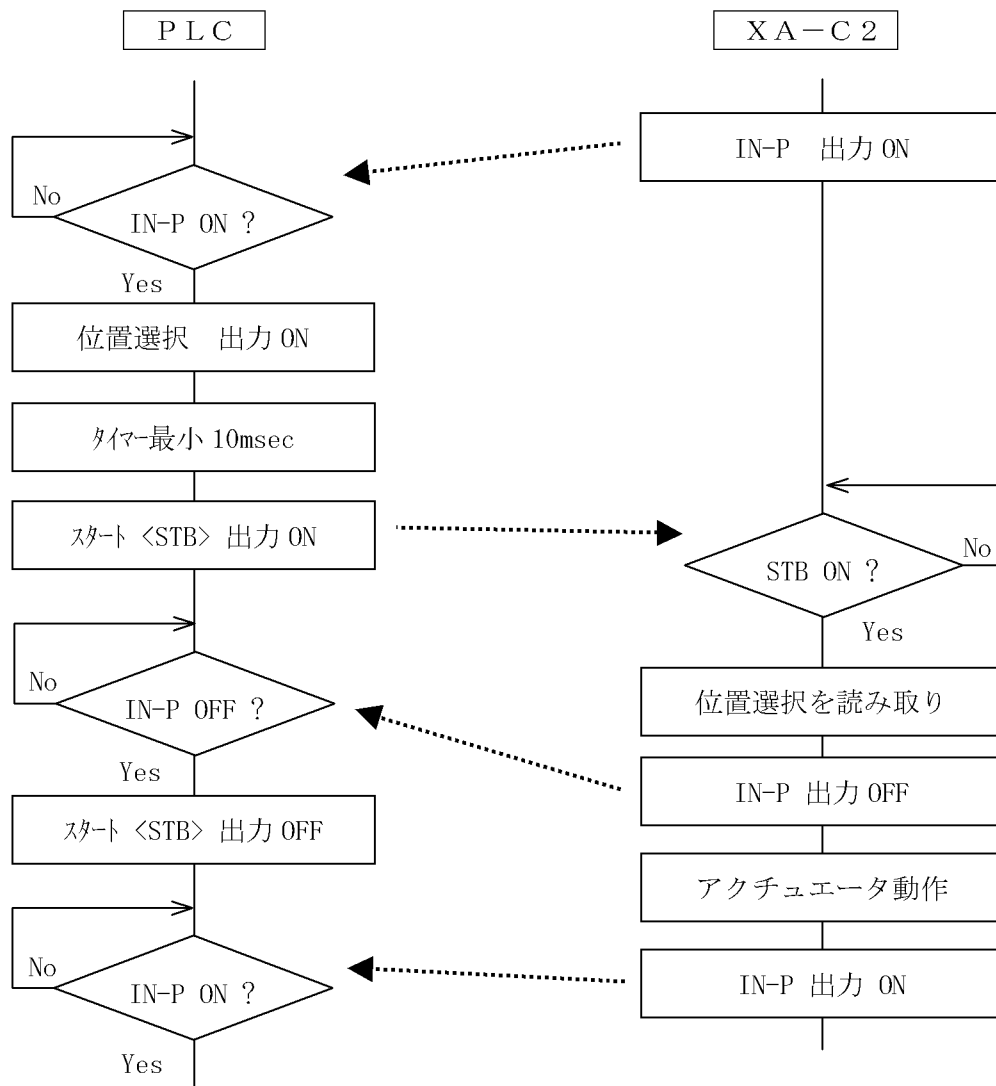 ＰＬＣ
ＸＡ－Ｃ２
IN-P　出力 ON
No
IN-P ON ?
Yes
位置選択　出力 ON
ﾀｲﾏｰ最小 10msec
ｽﾀｰﾄ <STB> 出力 ON
No
STB ON ?
Yes
No
IN-P OFF ?
Yes
位置選択を読み取り
IN-P 出力 OFF
ｽﾀｰﾄ <STB> 出力 OFF
アクチュエータ動作
No
IN-P ON ?
IN-P 出力 ON
Yes